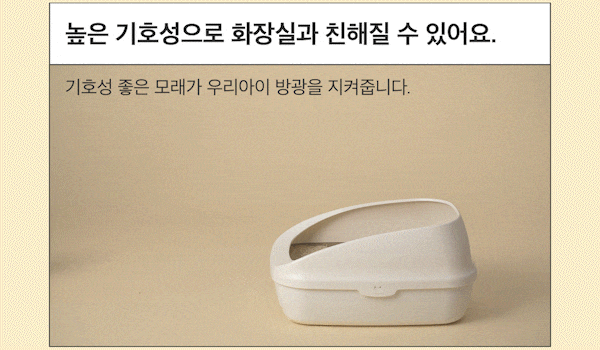 높은 기호성으로 화장실과 친해질 수 있어요.
기호성 좋은 모래가 우리아이 방광을 지켜줍니다.